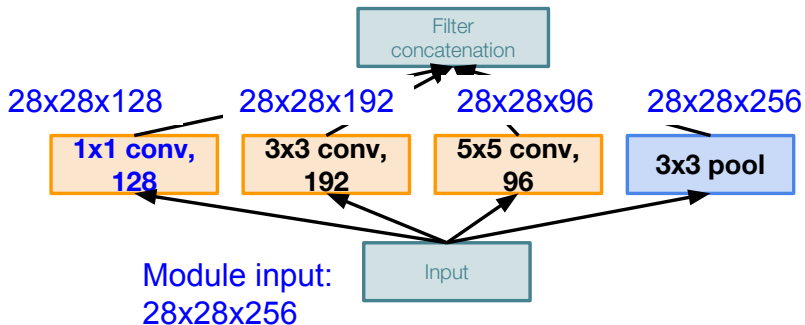 Filter
concatenation
28x28x128 28x28x192 28x28x96 28x28x256
1x1 conv,
128
3x3 conv,
192
5x5 conv,
96
3x3 pool
Input
Module input:
28x28x256